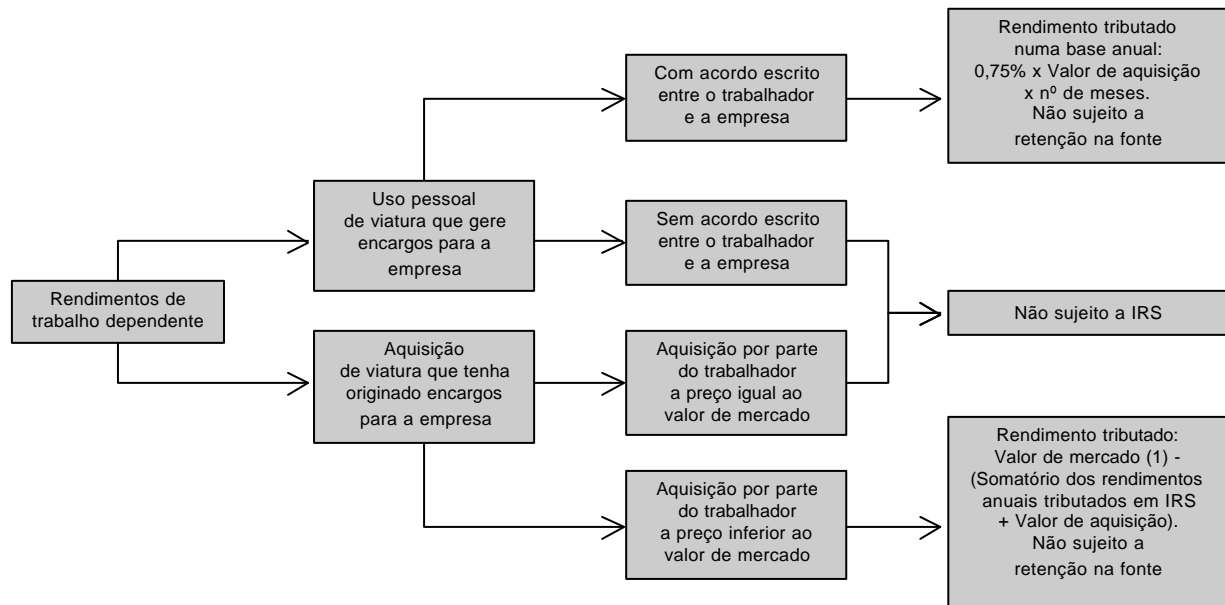 Rendimentos de
trabalho dependente
Uso pessoal
de viatura que gere
encargos para a
empresa
Aquisição
de viatura que tenha
originado encargos
para a empresa
Com acordo escrito
entre o trabalhador
e a empresa
Sem acordo escrito
entre o trabalhador
e a empresa
Aquisição por parte
do trabalhador
a preço igual ao
valor de mercado
Aquisição por parte
do trabalhador
a preço inferior ao
valor de mercado
Rendimento tributado
numa base anual:
0,75% x Valor de aquisição
x nº de meses.
Não sujeito a
retenção na fonte
Não sujeito a IRS
Rendimento tributado:
Valor de mercado (1) -
(Somatório dos rendimentos
anuais tributados em IRS
+ Valor de aquisição).
Não sujeito a
retenção na fonte